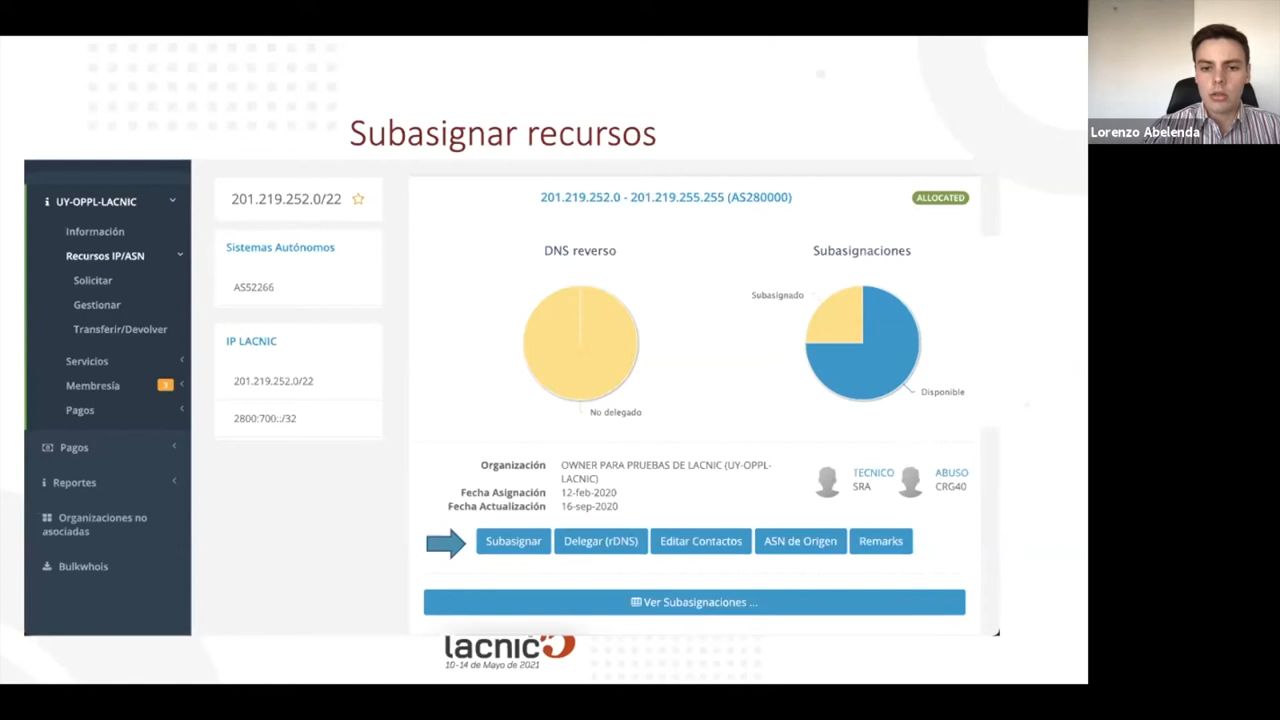 Subasignar recursos
Lorenzo Abelenda
UY-OPPL-LACNIC
Información
Recursos IP/ASN
Solicitar
Gestionar
Transferir/Devolver
Servicios
Membresía 3
Pagos
Pagos
Reportes
Organizaciones no
asociadas
Bulkwhois
201.219.252.0/22
Sistemas Autónomos
AS52266
IP LACNIC
201.219.252.0/22
2800:700::/32
201.219.252.0 - 201.219.255.255 (AS280000)
ALLOCATED
DNS reverso
No delegado
Subasignaciones
Subasignado
Disponible
Organización OWNER PARA PRUEBAS DE LACNIC (UY-OPPL-
LACNIC)
Fecha Asignación 12-feb-2020
Fecha Actualización 16-sep-2020
TECNICO
SRA
ABUSO
CRG40
Subasignar Delegar (rDNS) Editar Contactos ASN de Origen Remarks
Ver Subasignaciones ...
lacnic 5
10-14 de Mayo de 2021